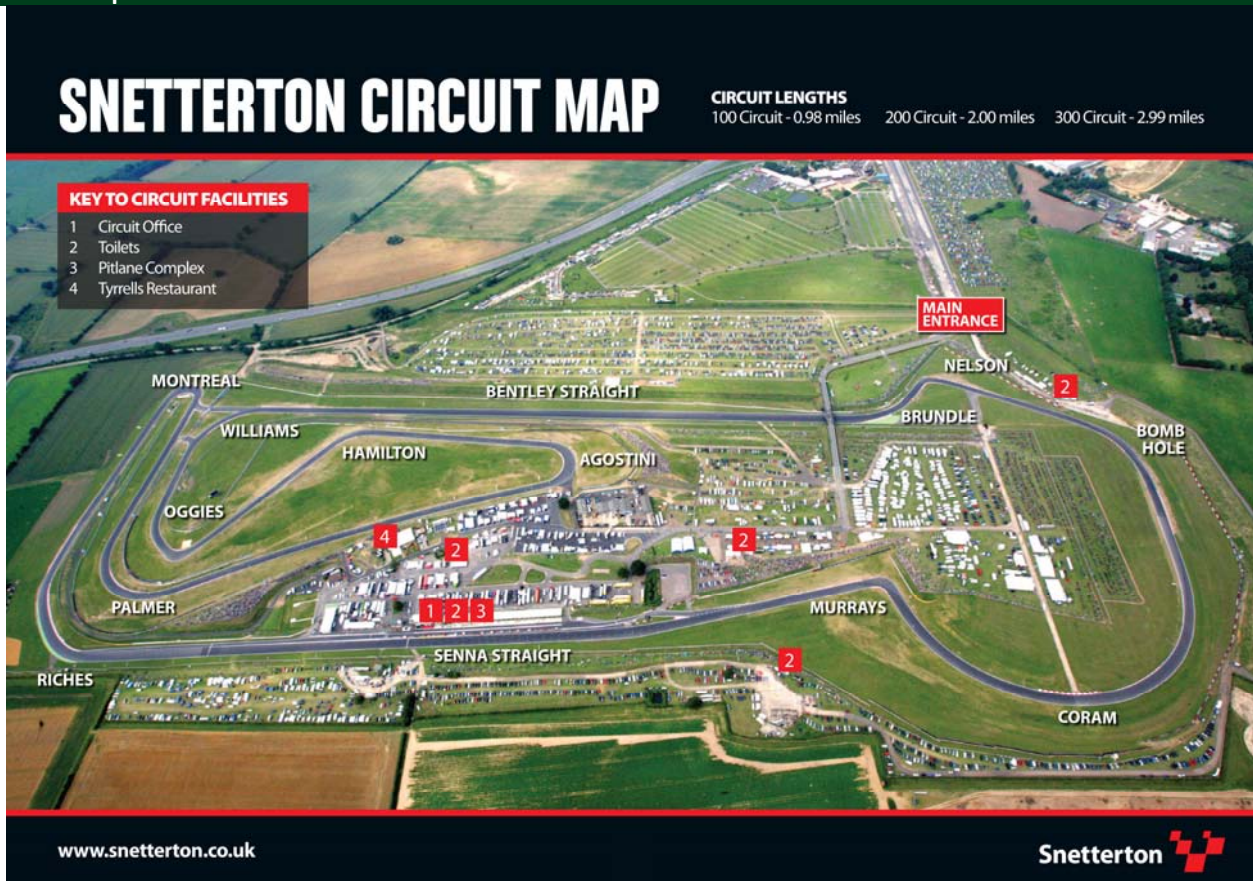 SNETTERTON CIRCUIT MAP
CIRCUIT LENGTHS
100 Circuit - 0.98 miles 200 Circuit - 2.00 miles 300 Circuit - 2.99 miles
KEY TO CIRCUIT FACILITIES
1 Circuit Office
2 Toilets
3 Pitlane Complex
4 Tyrrells Restaurant
MAIN
ENTRANCE
NELSON
MONTREAL
BENTLEY STRAIGHT
2
BRUNDLE
WILLIAMS
BOMB
HOLE
HAMILTON
AGOSTINI
OGGIES
4
2
2
PALMER
1 2 3
MURRAYS
SENNA STRAIGHT
2
RICHES
CORAM
www.snetterton.co.uk
Snetterton